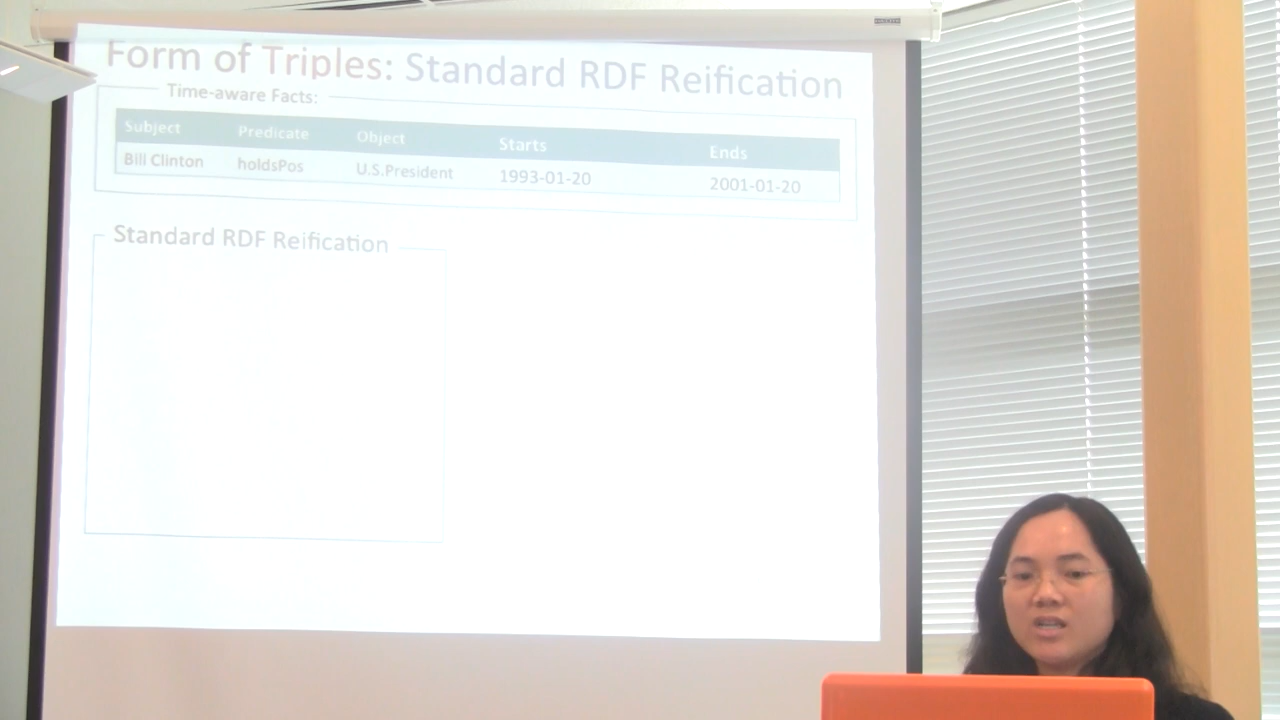 Form of Triples: Standard RDF Reification
Time-aware Facts:
Subject Predicate Object Starts Ends
Bill Clinton holdsPos U.S.President 1993-01-20 2001-01-20
Standard RDF Reification